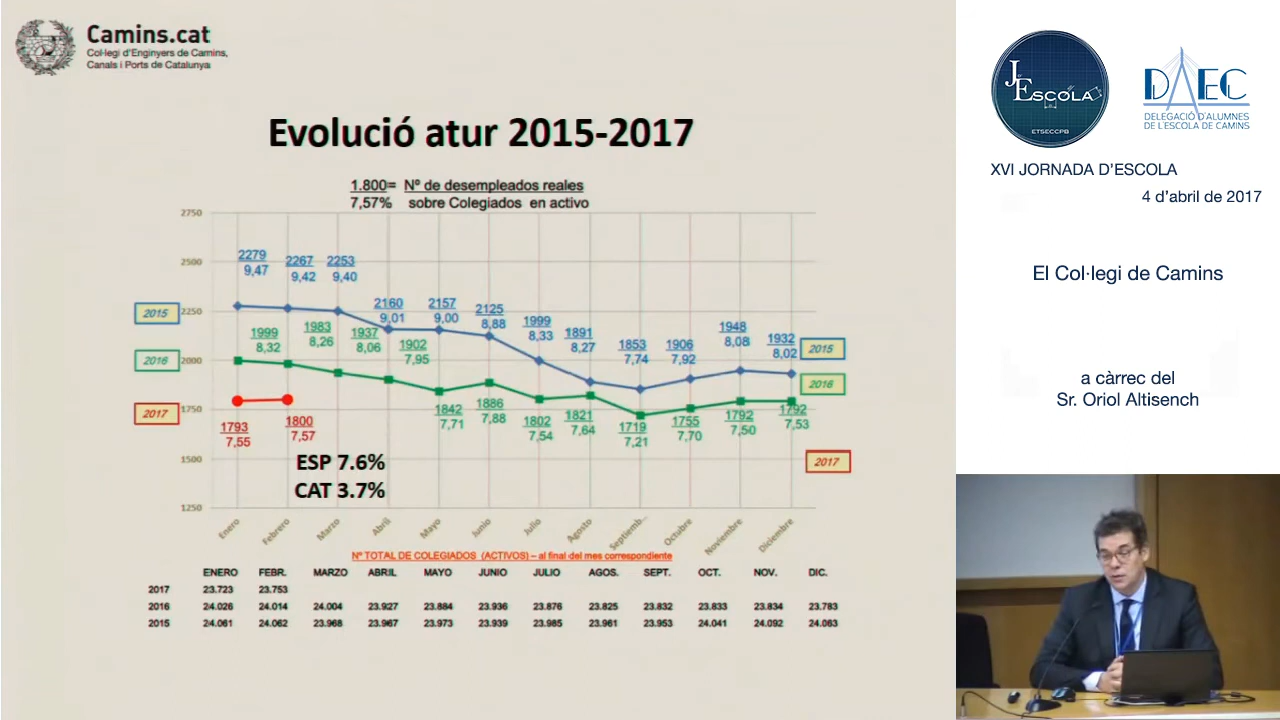 Camins.cat
Col·legi d'Enginyers de Camins,
Canals i Ports de Catalunya
Evolució atur 2015-2017
1.800= Nº de desempleados reales
7,57% sobre Colegiados en activo
2750
2500
2250
2000
1750
1500
1250
2015
2016
2017
2279
9,47
2267
9,42
2253
9,40
2160
9,01
2157
9,00
2125
8,88
1999
8,33
1891
8,27
1853
7,74
1906
7,92
1948
8,08
1932
8,02
2015
2016
2017
1999
8,32
1983
8,26
1937
8,06
1902
7,95
1842
7,71
1886
7,88
1802
7,54
1821
7,64
1719
7,21
1755
7,70
1792
7,50
1792
7,53
1793
7,55
1800
7,57
ESP 7.6%
CAT 3.7%
Enero
Febrero
Marzo
Abril
Mayo
Junio
Julio
Agosto
Septiemb...
Octubre
Noviembre
Diciembre
Nº TOTAL DE COLEGIADOS (ACTIVOS) – al final del mes correspondiente
ENERO FEBR. MARZO ABRIL MAYO JUNIO JULIO AGOS. SEPT. OCT. NOV. DIC.
2017 23.723 23.753
2016 24.026 24.014 24.004 23.927 23.884 23.936 23.876 23.825 23.832 23.833 23.834 23.783
2015 24.061 24.062 23.968 23.967 23.973 23.939 23.985 23.961 23.953 24.041 24.092 24.063
J
ESCOLA
ETSECCPB
DAEC
DELEGACIÓ D'ALUMNES
DE L'ESCOLA DE CAMINS
XVI JORNADA D'ESCOLA
4 d'abril de 2017
El Col·legi de Camins
a càrrec del
Sr. Oriol Altisench